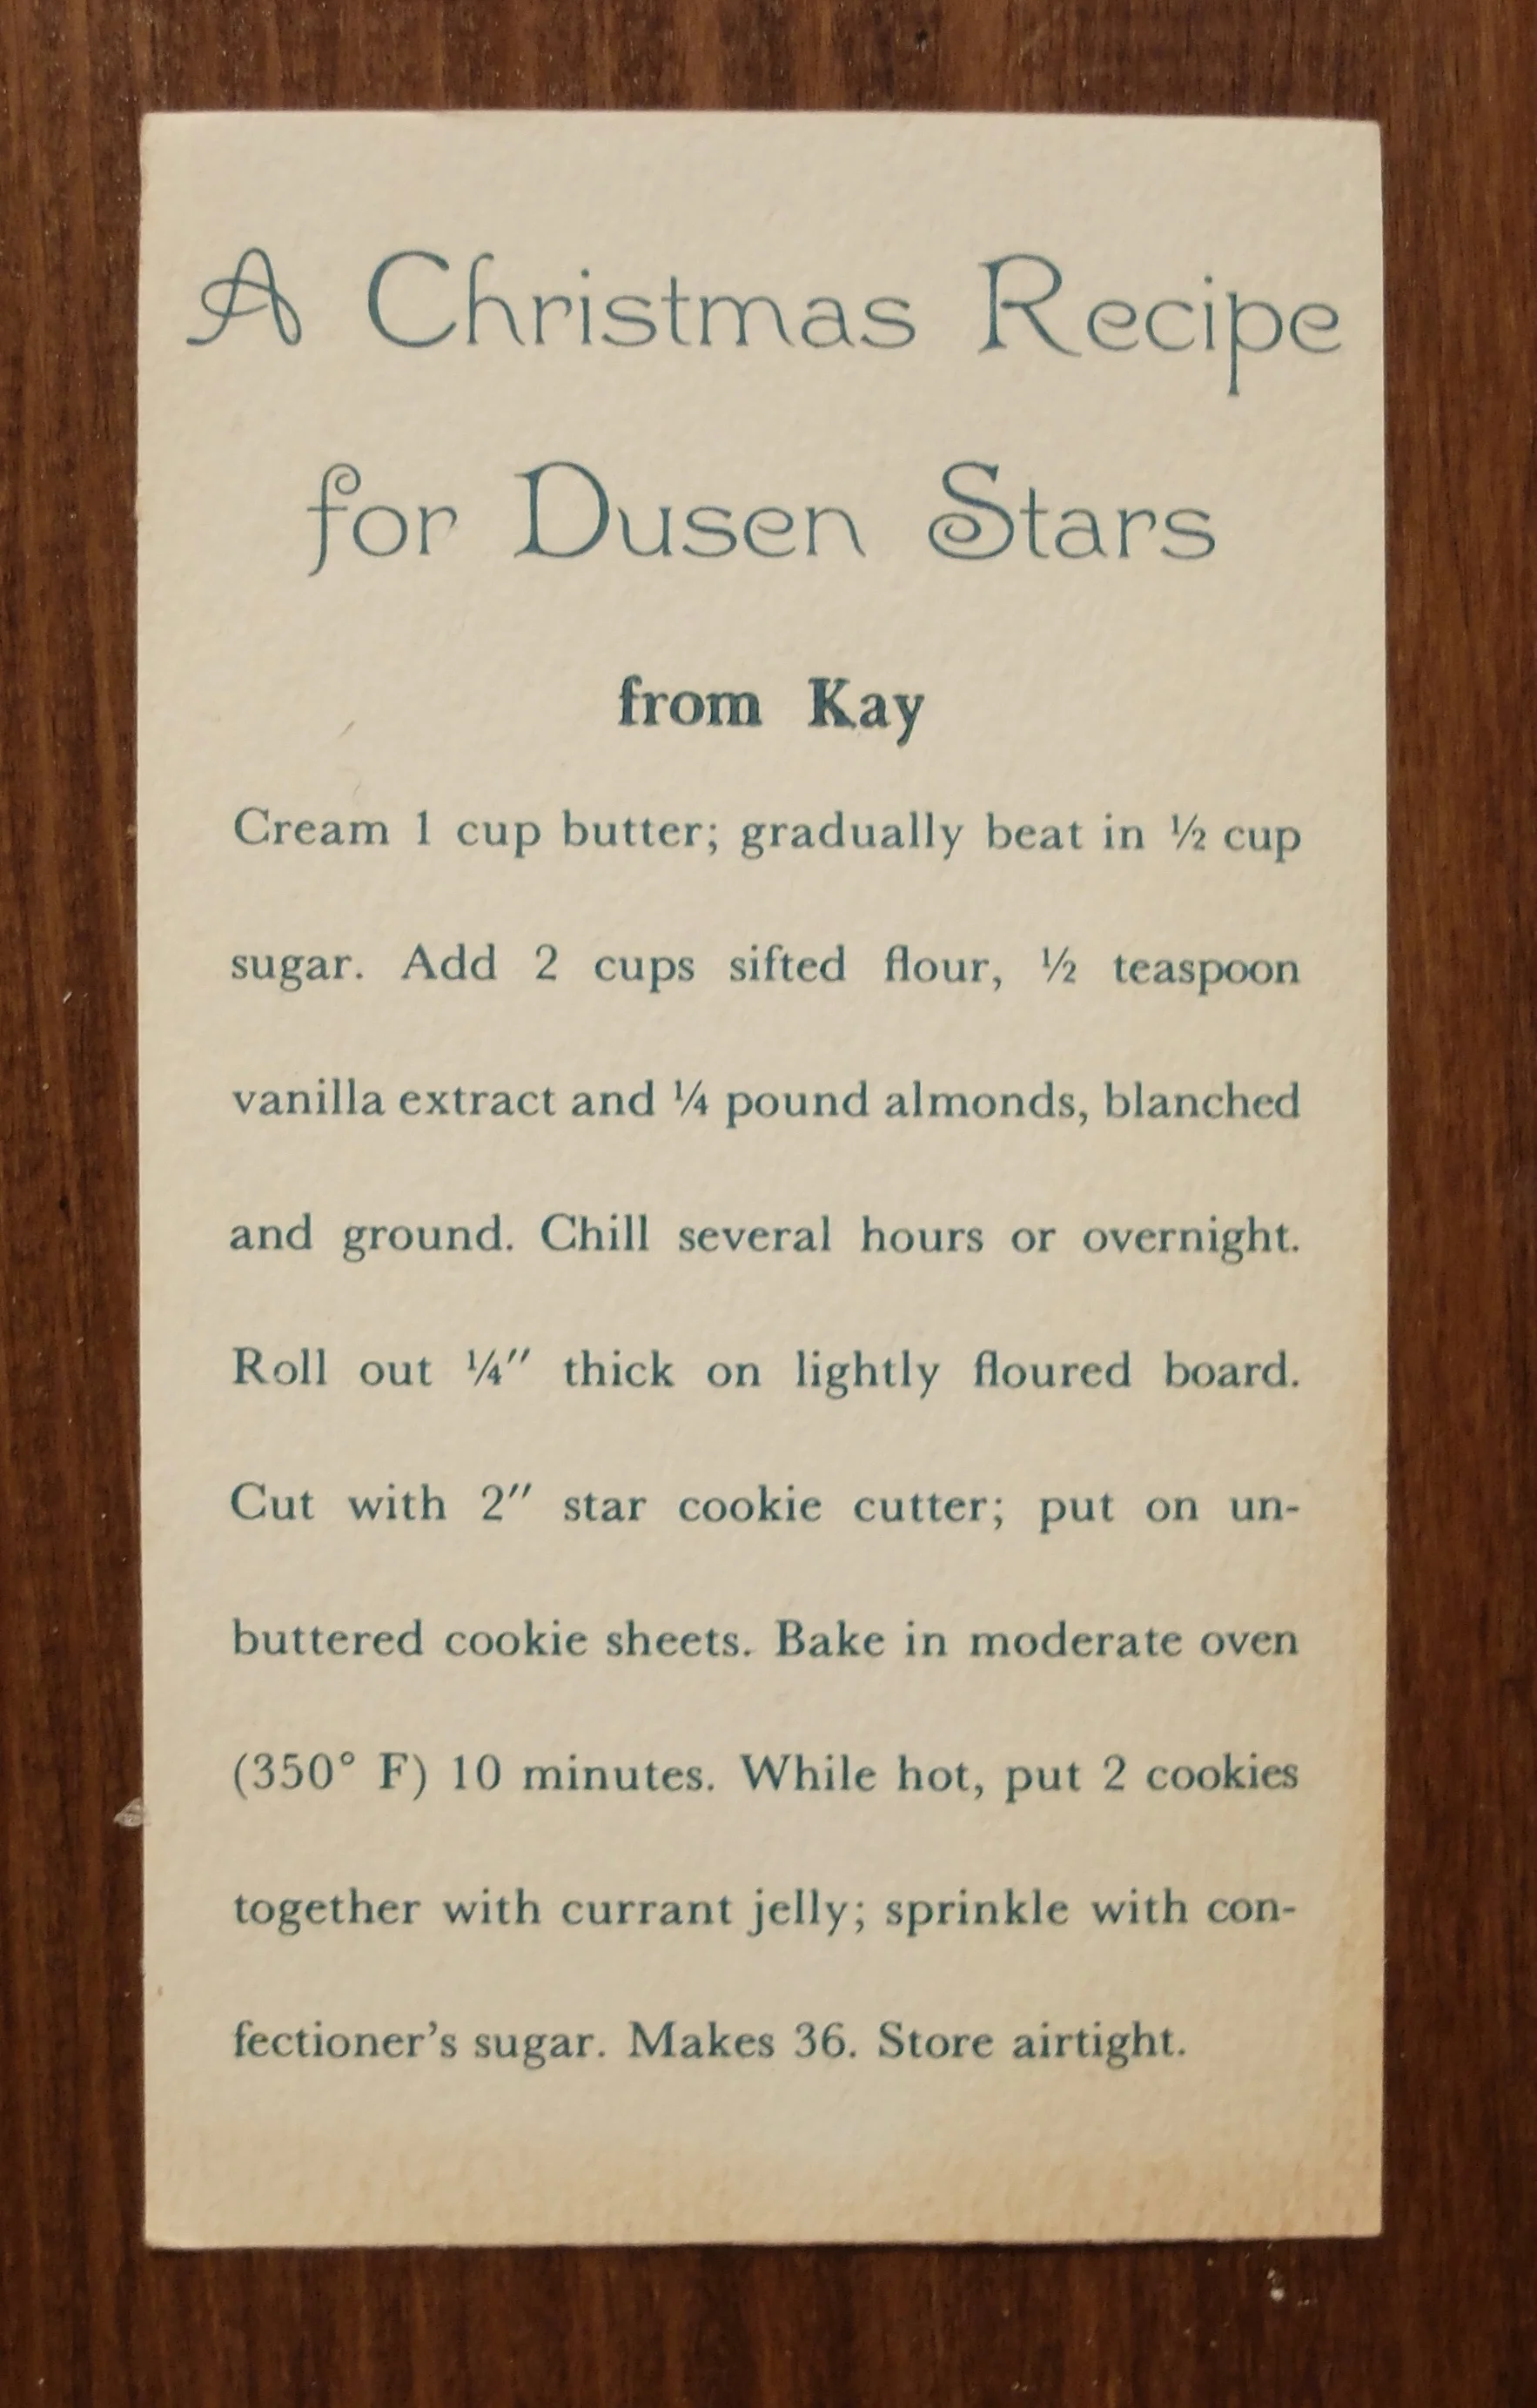 A Christmas Recipe
for Dusen Stars
from Kay
Cream 1 cup butter; gradually beat in ½ cup
sugar. Add 2 cups sifted flour, ½ teaspoon
vanilla extract and ¼ pound almonds, blanched
and ground. Chill several hours or overnight.
Roll out ¼″ thick on lightly floured board.
Cut with 2″ star cookie cutter; put on un-
buttered cookie sheets. Bake in moderate oven
(350° F) 10 minutes. While hot, put 2 cookies
together with currant jelly; sprinkle with con-
fectioner’s sugar. Makes 36. Store airtight.